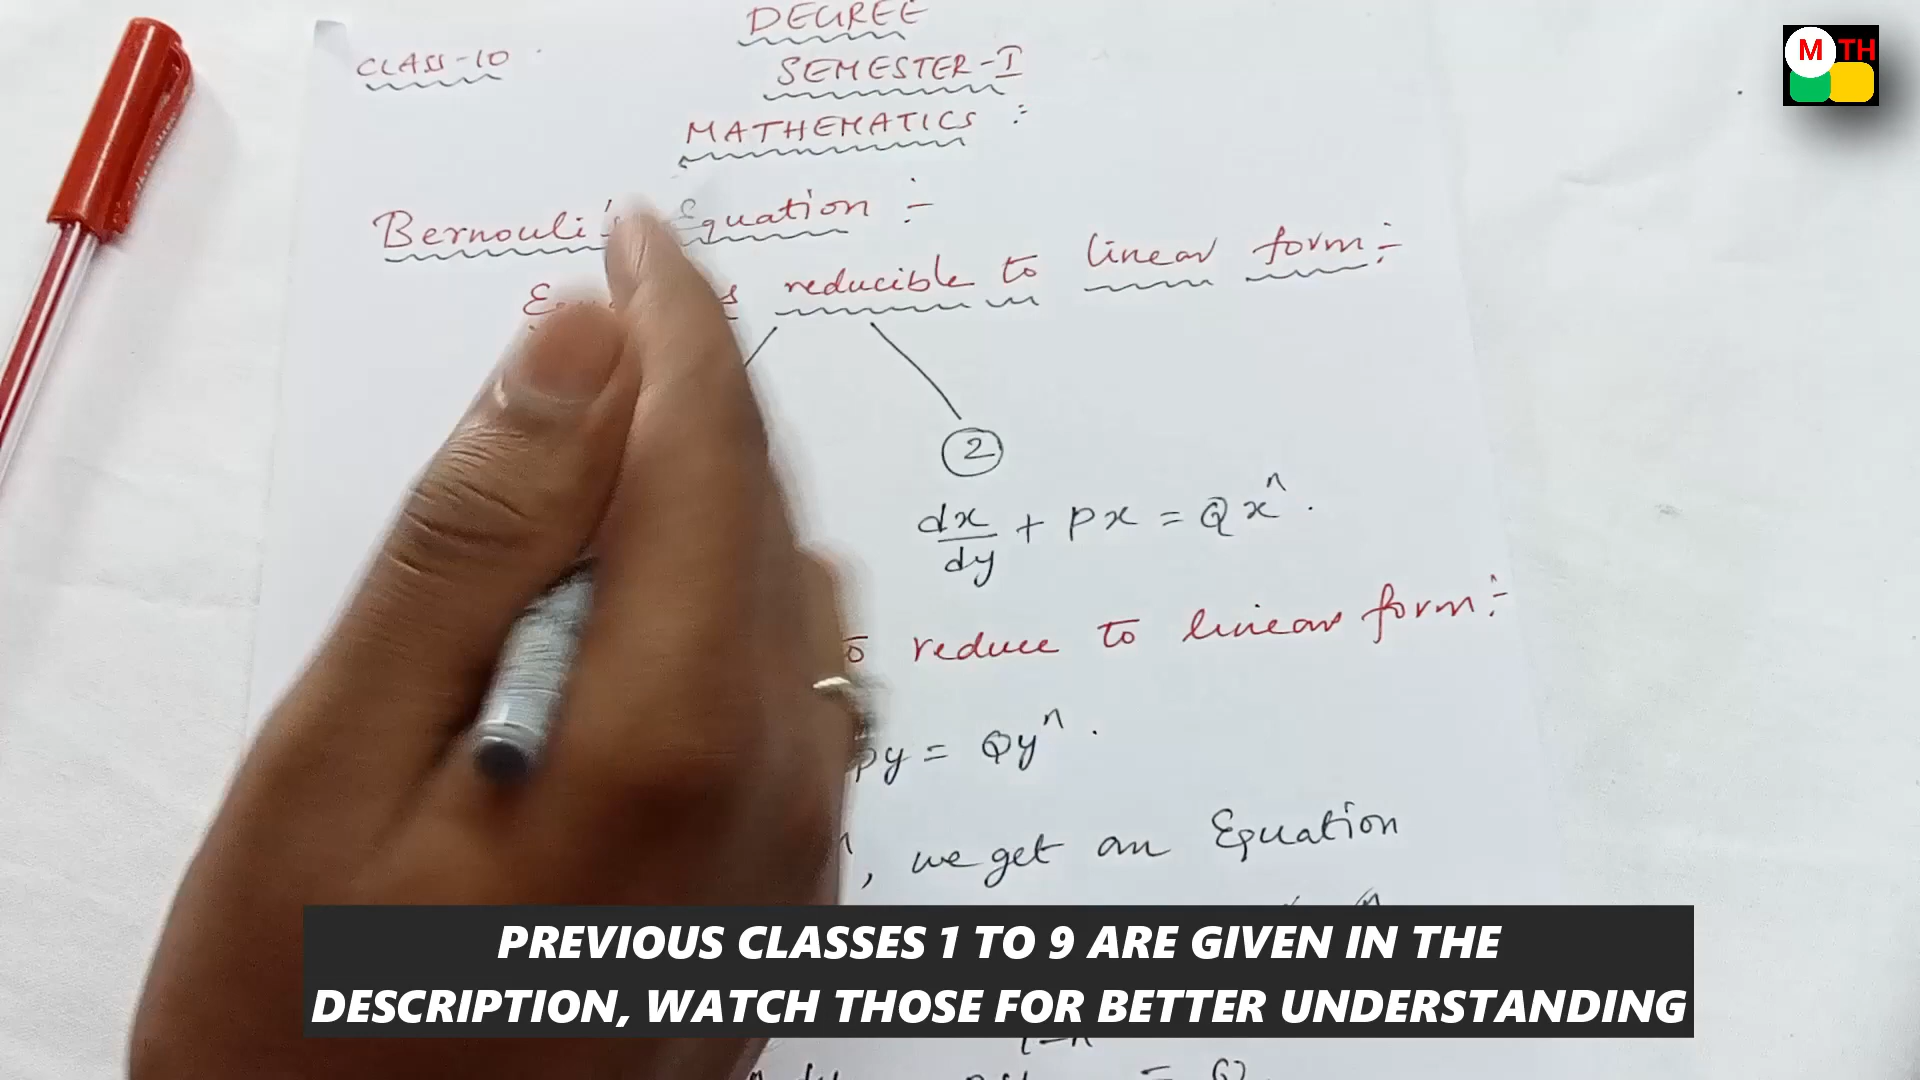 DEGREE
CLASS-10
SEMESTER-I
MATHEMATICS :
Bernouli's Equation :-
reducible to linear form :-
2
dx/dy + px = Qx^n .
reduce to linear form :-
py = Qy^n .
, we get an Equation
M TH
PREVIOUS CLASSES 1 TO 9 ARE GIVEN IN THE
DESCRIPTION, WATCH THOSE FOR BETTER UNDERSTANDING